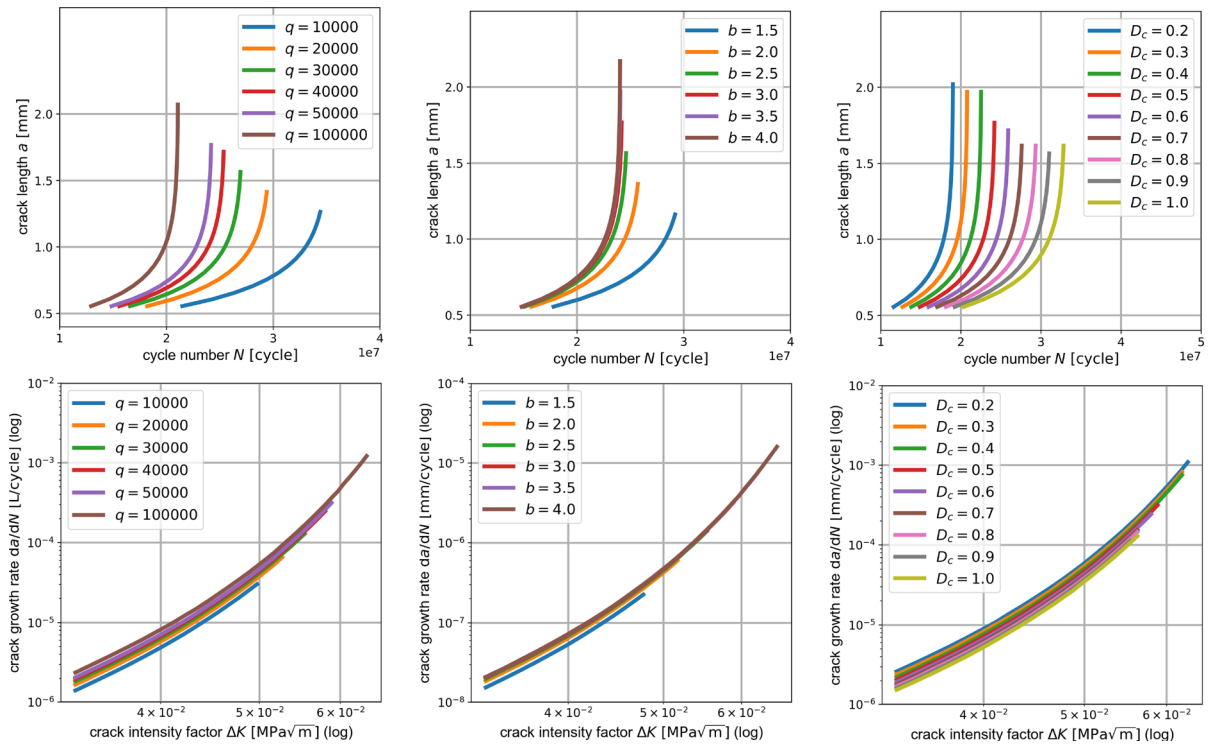 crack length a [mm]
2.0
1.5
1.0
0.5
q = 10000
q = 20000
q = 30000
q = 40000
q = 50000
q = 100000
1 2 3 4
1e7
cycle number N [cycle]
crack length a [mm]
2.0
1.5
1.0
0.5
b = 1.5
b = 2.0
b = 2.5
b = 3.0
b = 3.5
b = 4.0
1 2 3 4
1e7
cycle number N [cycle]
crack length a [mm]
2.0
1.5
1.0
0.5
D_c = 0.2
D_c = 0.3
D_c = 0.4
D_c = 0.5
D_c = 0.6
D_c = 0.7
D_c = 0.8
D_c = 0.9
D_c = 1.0
1 2 3 4 5
1e7
cycle number N [cycle]
crack growth rate da/dN [L/cycle] (log)
10⁻²
10⁻³
10⁻⁴
10⁻⁵
10⁻⁶
q = 10000
q = 20000
q = 30000
q = 40000
q = 50000
q = 100000
4 × 10⁻² 5 × 10⁻² 6 × 10⁻²
crack intensity factor ΔK [MPa√m] (log)
crack growth rate da/dN [mm/cycle] (log)
10⁻⁴
10⁻⁵
10⁻⁶
10⁻⁷
10⁻⁸
b = 1.5
b = 2.0
b = 2.5
b = 3.0
b = 3.5
b = 4.0
4 × 10⁻² 5 × 10⁻² 6 × 10⁻²
crack intensity factor ΔK [MPa√m] (log)
crack growth rate da/dN [mm/cycle] (log)
10⁻²
10⁻³
10⁻⁴
10⁻⁵
10⁻⁶
D_c = 0.2
D_c = 0.3
D_c = 0.4
D_c = 0.5
D_c = 0.6
D_c = 0.7
D_c = 0.8
D_c = 0.9
D_c = 1.0
4 × 10⁻² 5 × 10⁻² 6 × 10⁻²
crack intensity factor ΔK [MPa√m] (log)